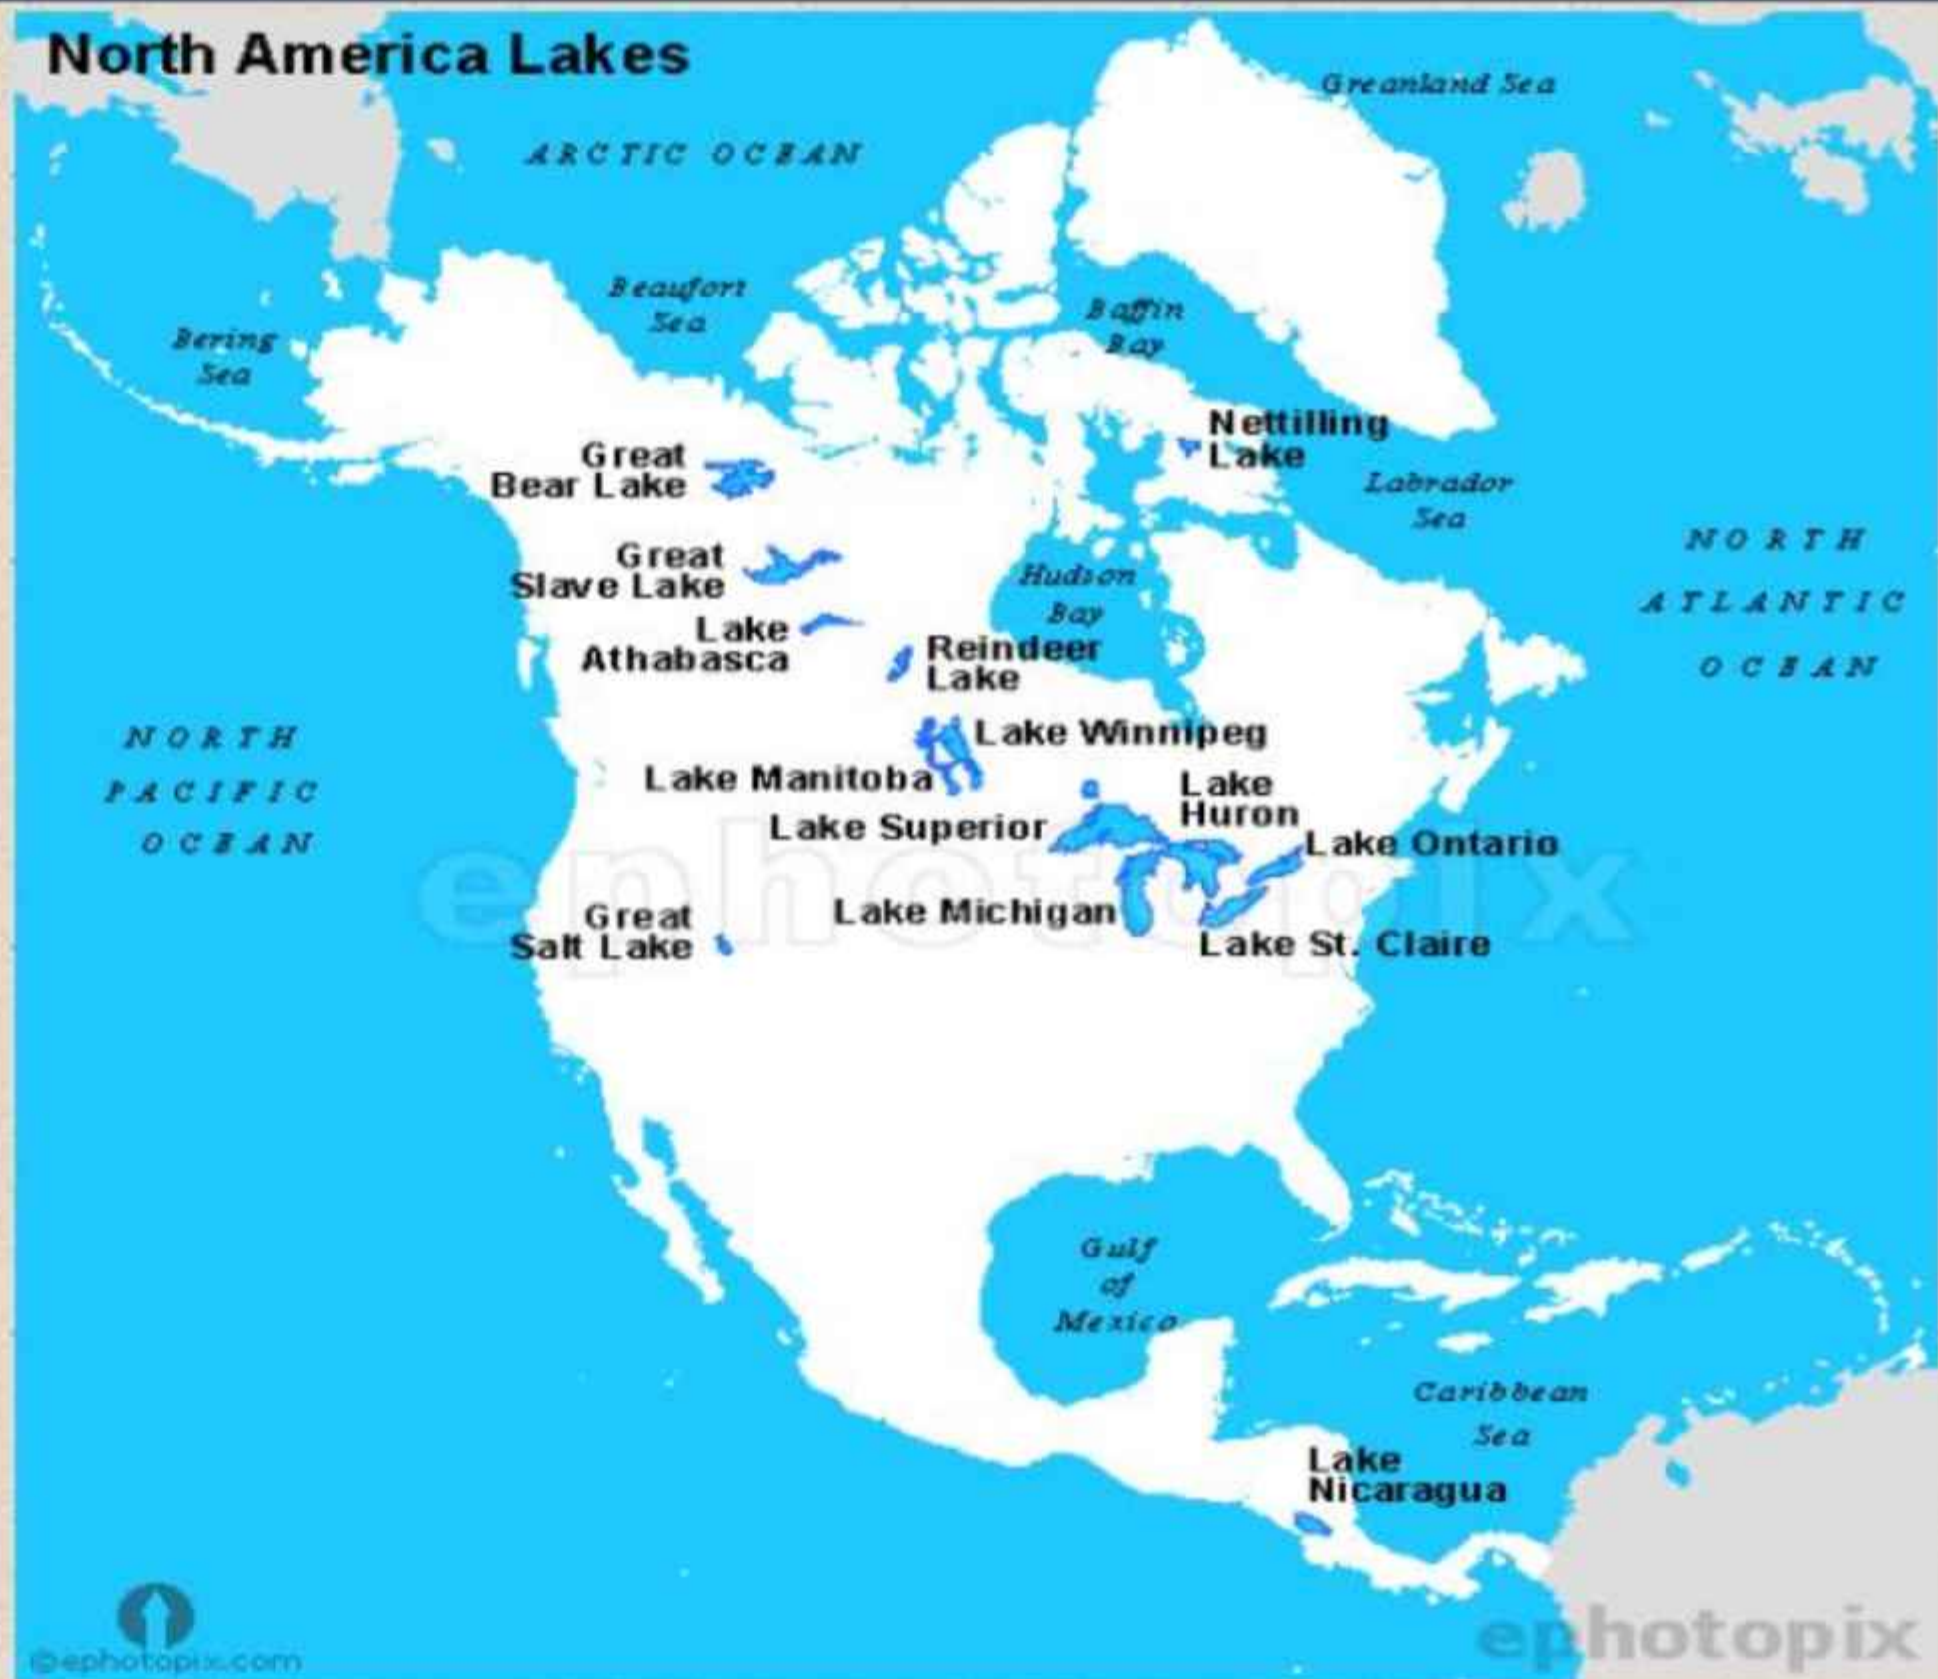 North America Lakes
Greanland Sea
ARCTIC OCEAN
Beaufort
Sea
Baffin
Bay
Bering
Sea
Nettilling
Lake
Great
Bear Lake
Labrador
Sea
NORTH
ATLANTIC
OCEAN
Great
Slave Lake
Hudson
Bay
Lake
Athabasca
Reindeer
Lake
NORTH
PACIFIC
OCEAN
Lake Winnipeg
Lake Manitoba
Lake
Huron
Lake Superior
Lake Ontario
ephotopix
Great
Salt Lake
Lake Michigan
Lake St. Claire
Gulf
of
Mexico
Caribbean
Sea
Lake
Nicaragua
ephotopix
©ephotopix.com